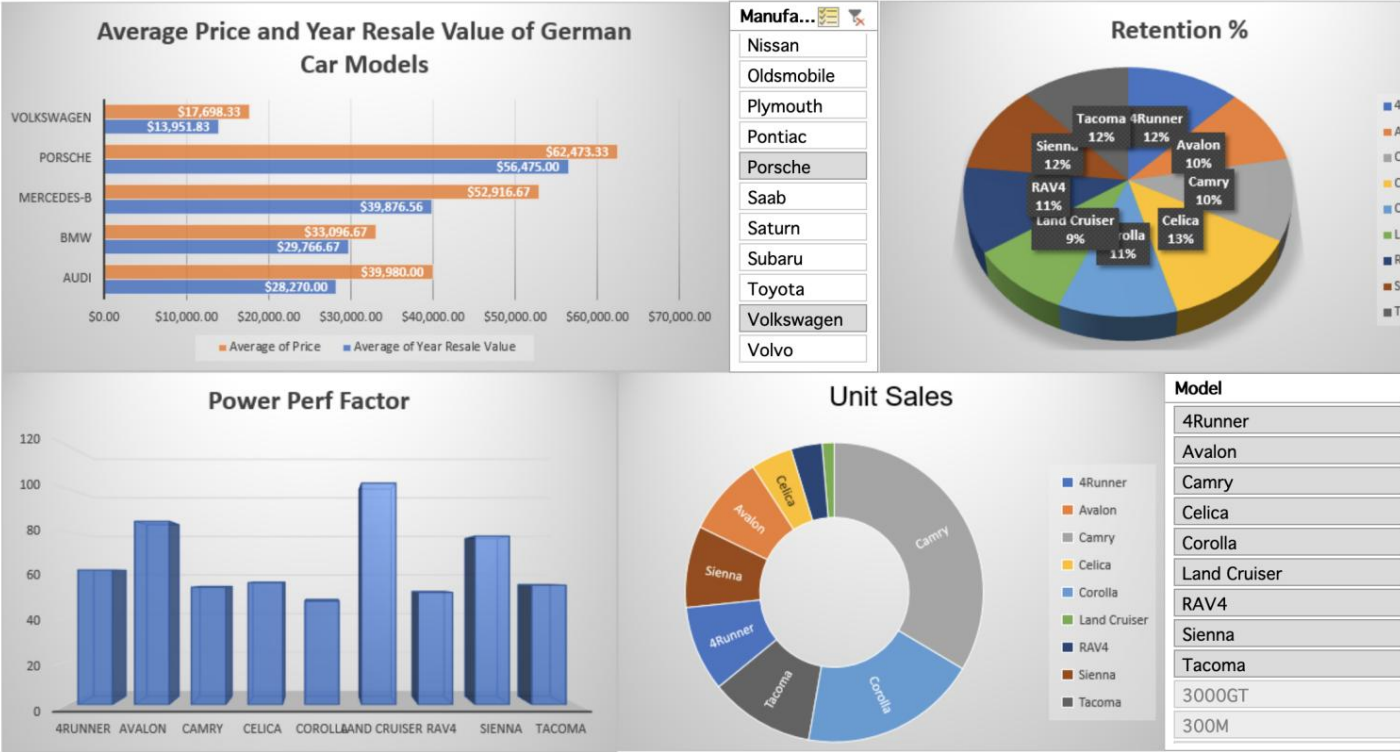 Average Price and Year Resale Value of German
Car Models
VOLKSWAGEN
$17,698.33
$13,951.83
PORSCHE
$62,473.33
$56,475.00
MERCEDES-B
$52,916.67
$39,876.56
BMW
$33,096.67
$29,766.67
AUDI
$39,980.00
$28,270.00
$0.00 $10,000.00 $20,000.00 $30,000.00 $40,000.00 $50,000.00 $60,000.00 $70,000.00
Average of Price Average of Year Resale Value
Manufa...
Nissan
Oldsmobile
Plymouth
Pontiac
Porsche
Saab
Saturn
Subaru
Toyota
Volkswagen
Volvo
Retention %
Tacoma
12%
4Runner
12%
Avalon
10%
Sienna
12%
Camry
10%
RAV4
11%
Land Cruiser
9%
Celica
13%
rolla
11%
4
A
C
C
C
L
R
S
T
Power Perf Factor
120
100
80
60
40
20
0
4RUNNER AVALON CAMRY CELICA COROLLA LAND CRUISER RAV4 SIENNA TACOMA
Unit Sales
Camry
Corolla
Tacoma
4Runner
Sienna
Avalon
Celica
4Runner
Avalon
Camry
Celica
Corolla
Land Cruiser
RAV4
Sienna
Tacoma
Model
4Runner
Avalon
Camry
Celica
Corolla
Land Cruiser
RAV4
Sienna
Tacoma
3000GT
300M